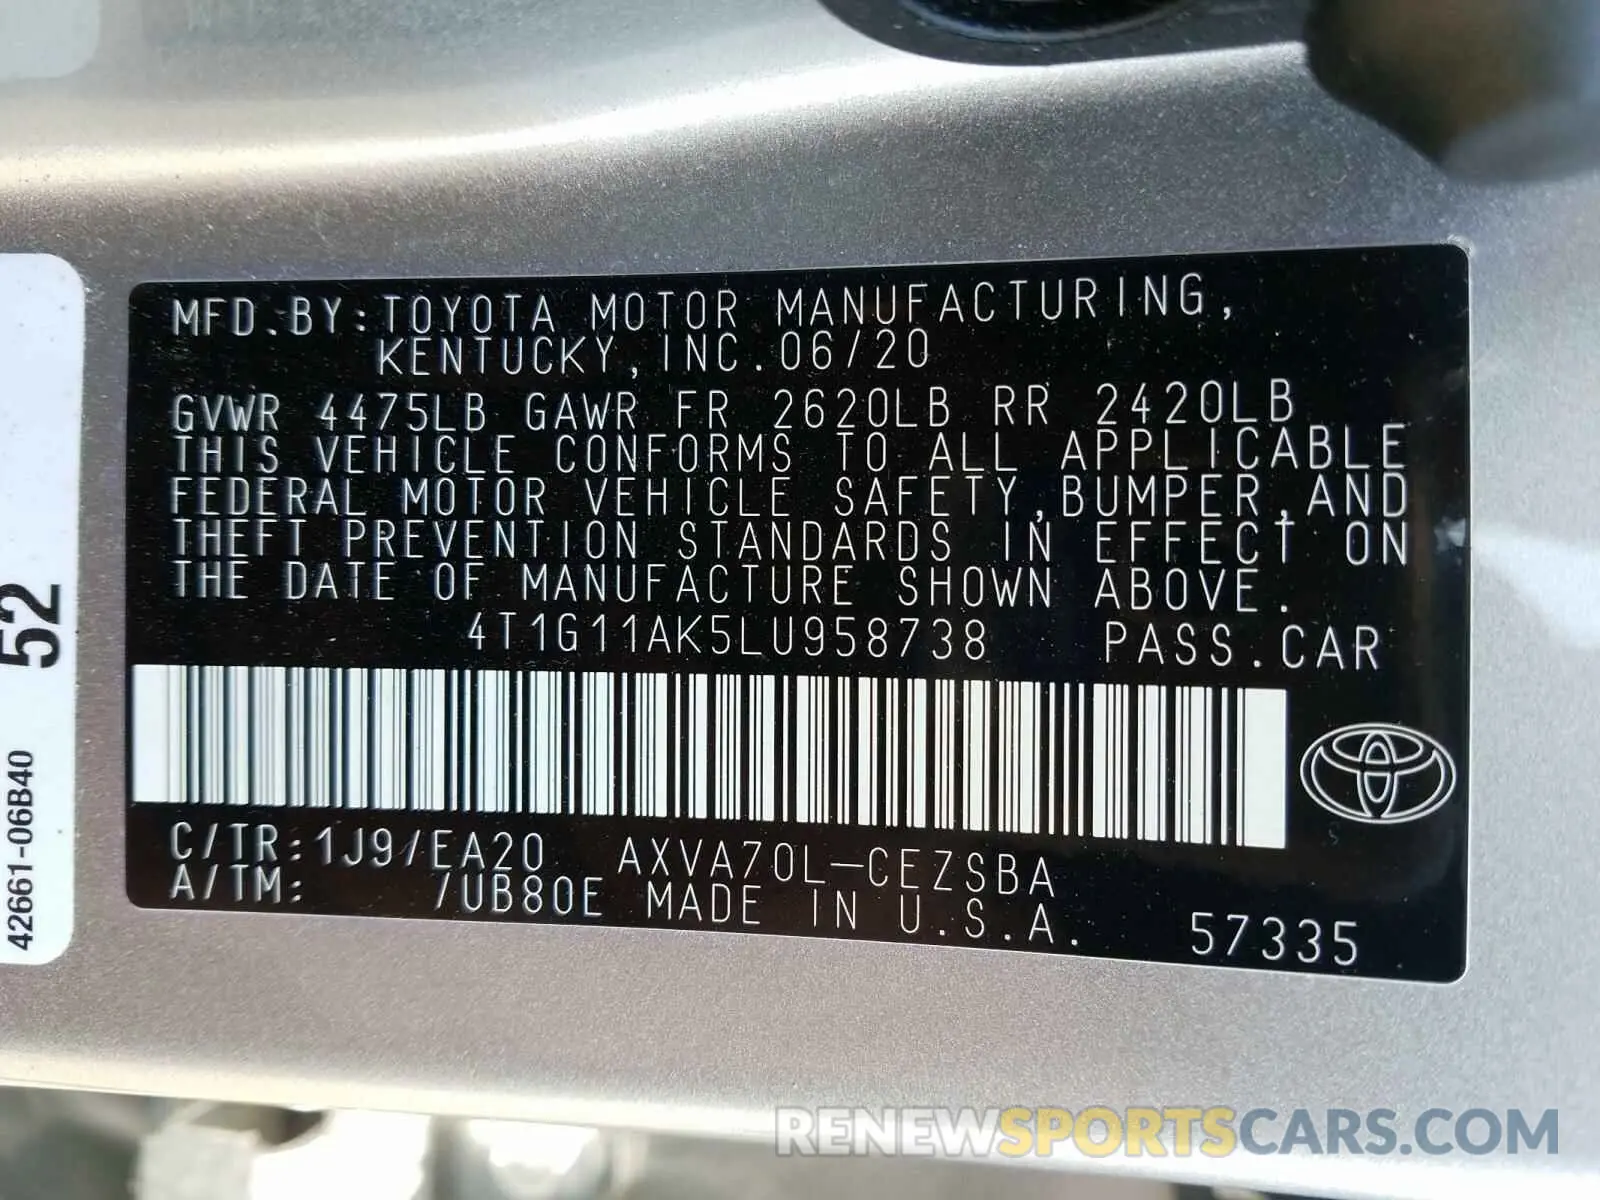 MFD.BY:TOYOTA MOTOR MANUFACTURING,
KENTUCKY,INC.06/20
GVWR 4475LB GAWR FR 2620LB RR 2420LB
THIS VEHICLE CONFORMS TO ALL APPLICABLE
FEDERAL MOTOR VEHICLE SAFETY,BUMPER,AND
THEFT PREVENTION STANDARDS IN EFFECT ON
THE DATE OF MANUFACTURE SHOWN ABOVE.
4T1G11AK5LU958738 PASS.CAR
C/TR:1J9/EA20 AXVA70L-CEZSBA
A/TM: /UB80E MADE IN U.S.A. 57335
S
52
42661-06B40
RENEWSPORTSCARS.COM